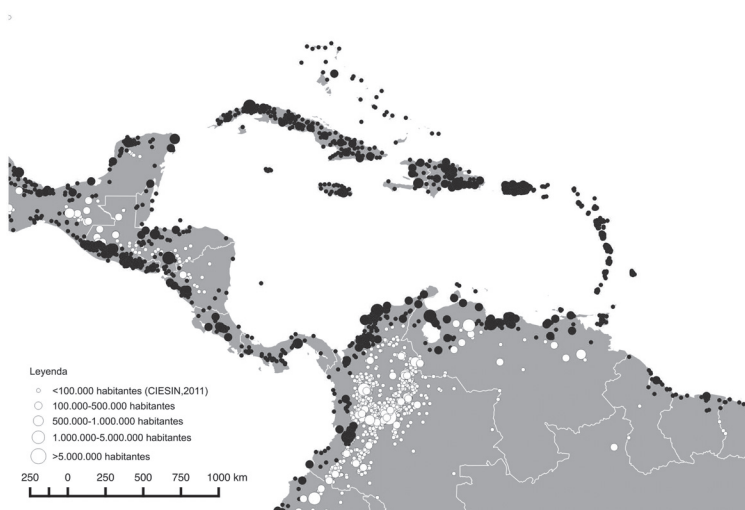 Leyenda
<100.000 habitantes (CIESIN,2011)
100.000-500.000 habitantes
500.000-1.000.000 habitantes
1.000.000-5.000.000 habitantes
>5.000.000 habitantes
250 0 250 500 750 1000 km